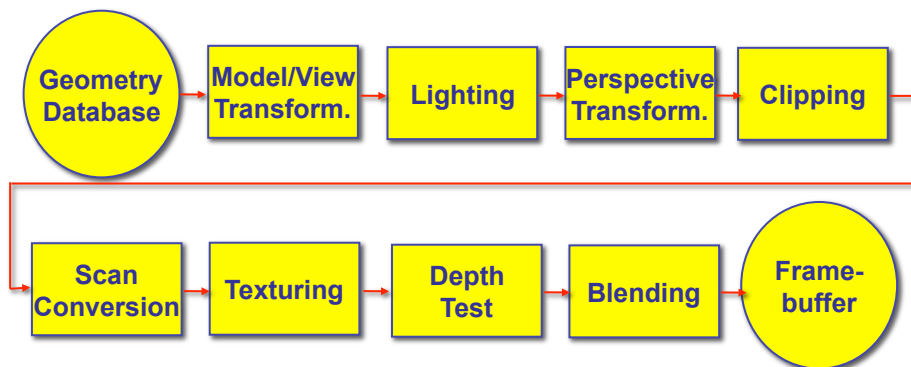 Geometry
Database
Model/View
Transform.
Lighting
Perspective
Transform.
Clipping
Scan
Conversion
Texturing
Depth
Test
Blending
Frame-
buffer